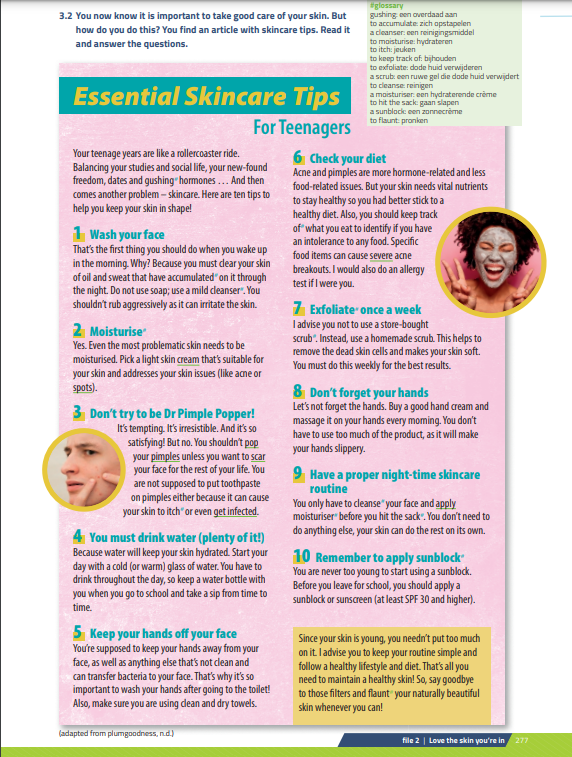 3.2 You now know it is important to take good care of your skin. But
how do you do this? You find an article with skincare tips. Read it
and answer the questions.
#glossary
gushing: een overdaad aan
to accumulate: zich opstapelen
a cleanser: een reinigingsmiddel
to moisturise: hydrateren
to itch: jeuken
to keep track of: bijhouden
to exfoliate: dode huid verwijderen
a scrub: een ruwe gel die dode huid verwijdert
to cleanse: reinigen
a moisturiser: een hydraterende crème
to hit the sack: gaan slapen
a sunblock: een zonnecrème
to flaunt: pronken
Essential Skincare Tips
For Teenagers
Your teenage years are like a rollercoaster ride.
Balancing your studies and social life, your new-found
freedom, dates and gushing# hormones … And then
comes another problem – skincare. Here are ten tips to
help you keep your skin in shape!
1 Wash your face
That's the first thing you should do when you wake up
in the morning. Why? Because you must clear your skin
of oil and sweat that have accumulated# on it through
the night. Do not use soap; use a mild cleanser#. You
shouldn't rub aggressively as it can irritate the skin.
2 Moisturise#
Yes. Even the most problematic skin needs to be
moisturised. Pick a light skin cream that's suitable for
your skin and addresses your skin issues (like acne or
spots).
3 Don't try to be Dr Pimple Popper!
It's tempting. It's irresistible. And it's so
satisfying! But no. You shouldn't pop
your pimples unless you want to scar
your face for the rest of your life. You
are not supposed to put toothpaste
on pimples either because it can cause
your skin to itch# or even get infected.
4 You must drink water (plenty of it!)
Because water will keep your skin hydrated. Start your
day with a cold (or warm) glass of water. You have to
drink throughout the day, so keep a water bottle with
you when you go to school and take a sip from time to
time.
5 Keep your hands off your face
You're supposed to keep your hands away from your
face, as well as anything else that's not clean and
can transfer bacteria to your face. That's why it's so
important to wash your hands after going to the toilet!
Also, make sure you are using clean and dry towels.
6 Check your diet
Acne and pimples are more hormone-related and less
food-related issues. But your skin needs vital nutrients
to stay healthy so you had better stick to a
healthy diet. Also, you should keep track
of# what you eat to identify if you have
an intolerance to any food. Specific
food items can cause severe acne
breakouts. I would also do an allergy
test if I were you.
7 Exfoliate# once a week
I advise you not to use a store-bought
scrub#. Instead, use a homemade scrub. This helps to
remove the dead skin cells and makes your skin soft.
You must do this weekly for the best results.
8 Don't forget your hands
Let's not forget the hands. Buy a good hand cream and
massage it on your hands every morning. You don't
have to use too much of the product, as it will make
your hands slippery.
9 Have a proper night-time skincare
routine
You only have to cleanse# your face and apply
moisturiser# before you hit the sack#. You don't need to
do anything else, your skin can do the rest on its own.
10 Remember to apply sunblock#
You are never too young to start using a sunblock.
Before you leave for school, you should apply a
sunblock or sunscreen (at least SPF 30 and higher).
Since your skin is young, you needn't put too much
on it. I advise you to keep your routine simple and
follow a healthy lifestyle and diet. That's all you
need to maintain a healthy skin! So, say goodbye
to those filters and flaunt# your naturally beautiful
skin whenever you can!
(adapted from plumgoodness, n.d.)
file 2 | Love the skin you're in 277